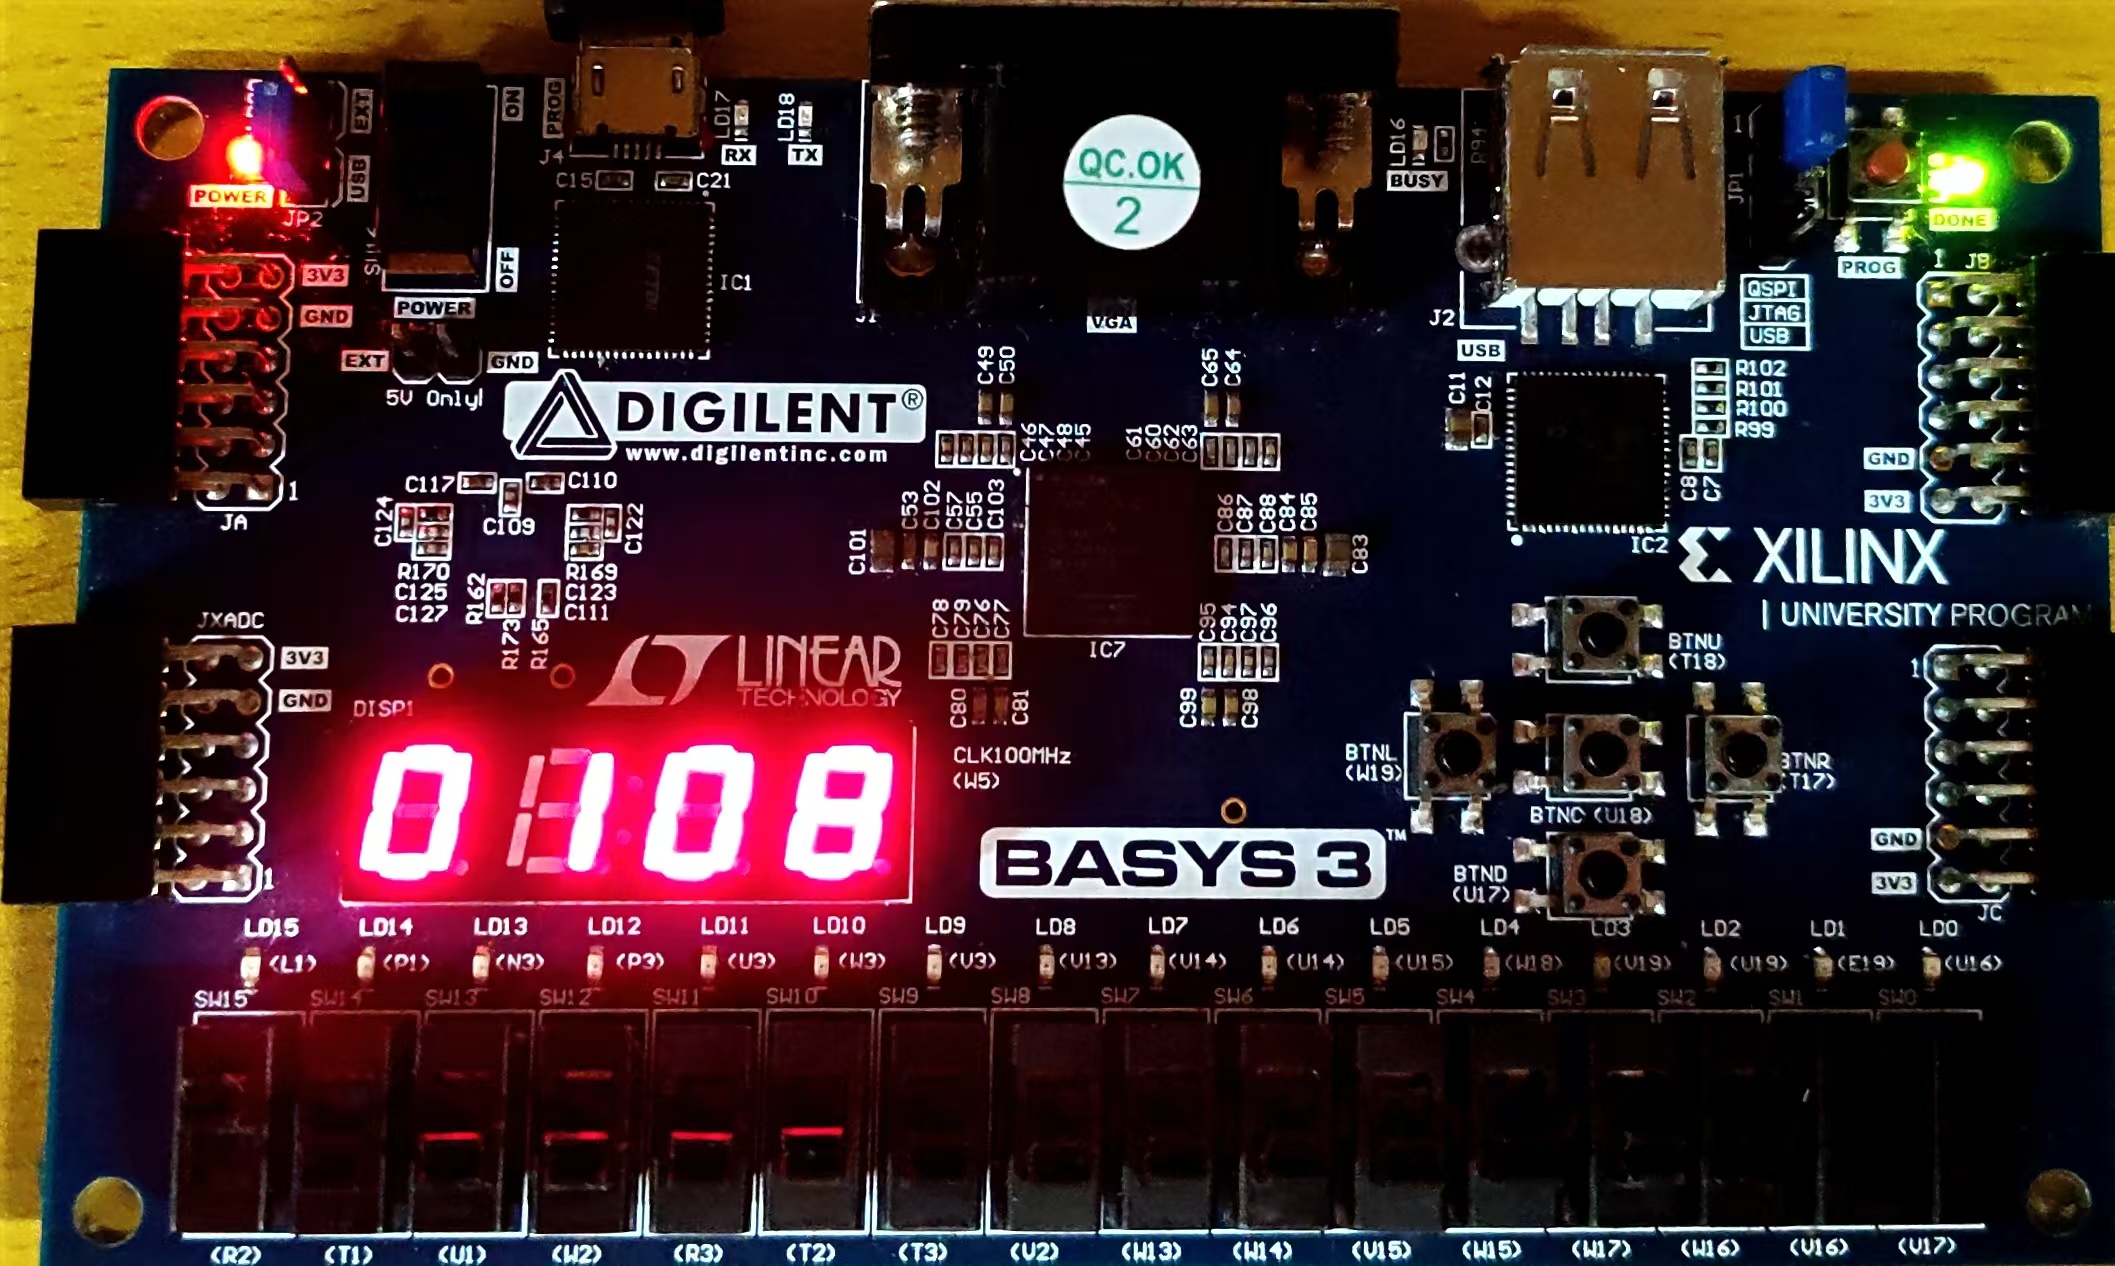 EXT
USB
POWER
JP2
ON
OFF
POWER
EXT
GND
5V Only!
PROG
J4
LD17
RX
LD18
TX
C15
C21
IC1
QC.OK
2
VGA
LD16
BUSY
R94
J2
USB
JP1
1
QSPI
JTAG
USB
PROG
DONE
1
JB
GND
3V3
3V3
GND
JA
1
DIGILENT®
www.digilentinc.com
C49
C50
C65
C64
C46
C47
C48
C45
C61
C60
C62
C63
C11
C12
R102
R101
R100
R99
C8
C7
IC2
C117
C110
C109
C124
C122
R170
C125
C127
R169
C123
C111
R162
R173
R165
C101
C53
C102
C57
C55
C103
C86
C87
C88
C84
C85
C83
C78
C79
C76
C77
C95
C94
C97
C96
IC7
C80
C81
C99
C98
XILINX
UNIVERSITY PROGRAM
JXADC
3V3
GND
1
LINEAR
TECHNOLOGY
DISP1
0108
CLK100MHz
(W5)
BASYS 3™
BTNU
(T18)
BTNL
(W19)
BTNR
(T17)
BTNC (U18)
BTND
(U17)
1
GND
3V3
JC
LD15 LD14 LD13 LD12 LD11 LD10 LD9 LD8 LD7 LD6 LD5 LD4 LD3 LD2 LD1 LD0
(L1) (P1) (N3) (P3) (U3) (W3) (V3) (V13) (V14) (U14) (U15) (W18) (V19) (U19) (E19) (U16)
SW15 SW14 SW13 SW12 SW11 SW10 SW9 SW8 SW7 SW6 SW5 SW4 SW3 SW2 SW1 SW0
(R2) (T1) (U1) (W2) (R3) (T2) (T3) (V2) (W13) (W14) (V15) (W15) (W17) (W16) (V16) (V17)